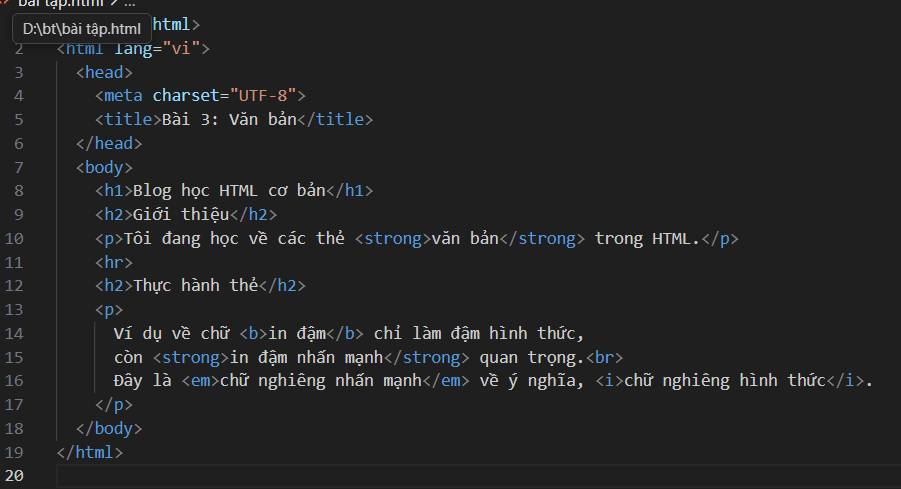 bài tập.html > ...
D:\bt\bài tập.html
html>
2 <html lang="vi">
3 <head>
4 <meta charset="UTF-8">
5 <title>Bài 3: Văn bản</title>
6 </head>
7 <body>
8 <h1>Blog học HTML cơ bản</h1>
9 <h2>Giới thiệu</h2>
10 <p>Tôi đang học về các thẻ <strong>văn bản</strong> trong HTML.</p>
11 <hr>
12 <h2>Thực hành thẻ</h2>
13 <p>
14 Ví dụ về chữ <b>in đậm</b> chỉ làm đậm hình thức,
15 còn <strong>in đậm nhấn mạnh</strong> quan trọng.<br>
16 Đây là <em>chữ nghiêng nhấn mạnh</em> về ý nghĩa, <i>chữ nghiêng hình thức</i>.
17 </p>
18 </body>
19 </html>
20